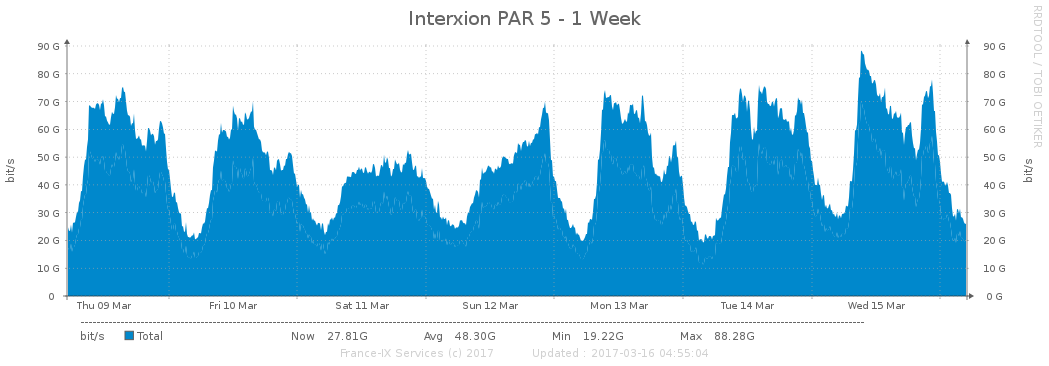 Interxion PAR 5 - 1 Week
RRDTOOL / TOBI OETIKER
bit/s
90 G
80 G
70 G
60 G
50 G
40 G
30 G
20 G
10 G
0
90 G
80 G
70 G
60 G
50 G
40 G
30 G
20 G
10 G
0 G
bit/s
Thu 09 Mar Fri 10 Mar Sat 11 Mar Sun 12 Mar Mon 13 Mar Tue 14 Mar Wed 15 Mar
bit/s Total Now 27.81G Avg 48.30G Min 19.22G Max 88.28G
France-IX Services (c) 2017 Updated : 2017-03-16 04:55:04